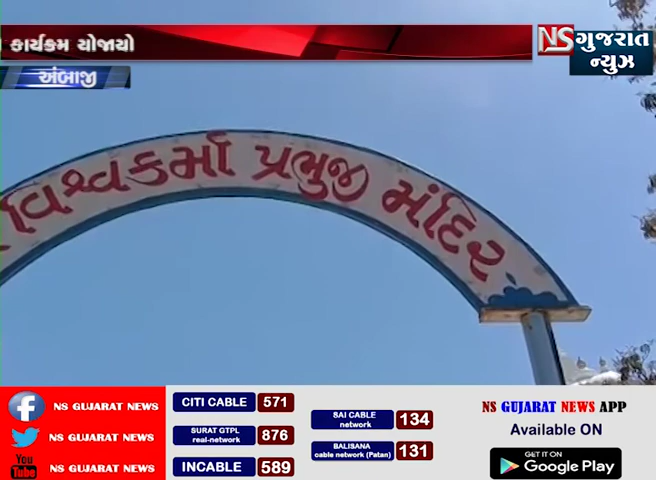 કાર્યક્રમ યોજાયો
NS ગુજરાત
ન્યુઝ
અંબાજી
વિશ્વકર્મા પ્રભુજી મંદિર
NS GUJARAT NEWS
NS GUJARAT NEWS
You
Tube
NS GUJARAT NEWS
CITI CABLE 571
SURAT GTPL
real-network
876
INCABLE 589
SAI CABLE
network
134
BALISANA
cable network (Patan)
131
NS GUJARAT NEWS APP
Available ON
GET IT ON
Google Play